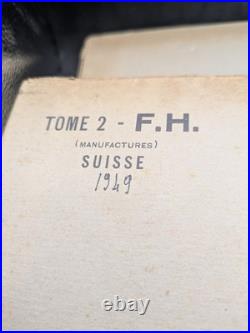 TOME 2 - F.H.
(MANUFACTURES)
SUISSE
1949